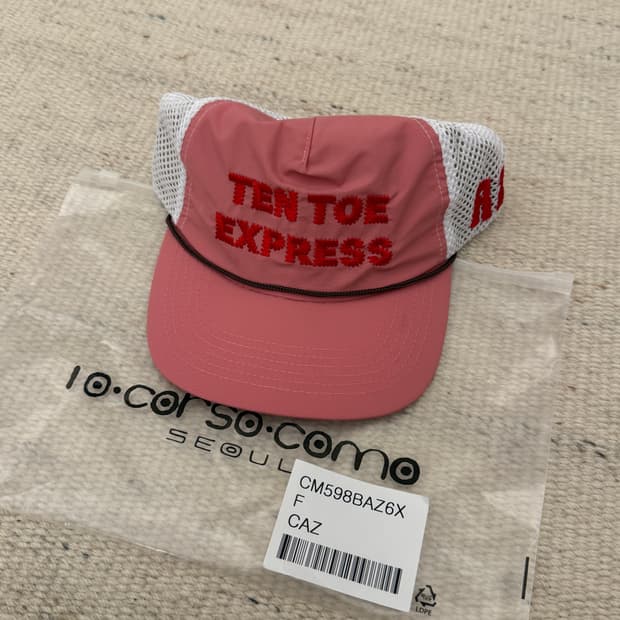 TEN TOE
EXPRESS
10·corso·como
SEOUL
CM598BAZ6X
F
CAZ
LDPE